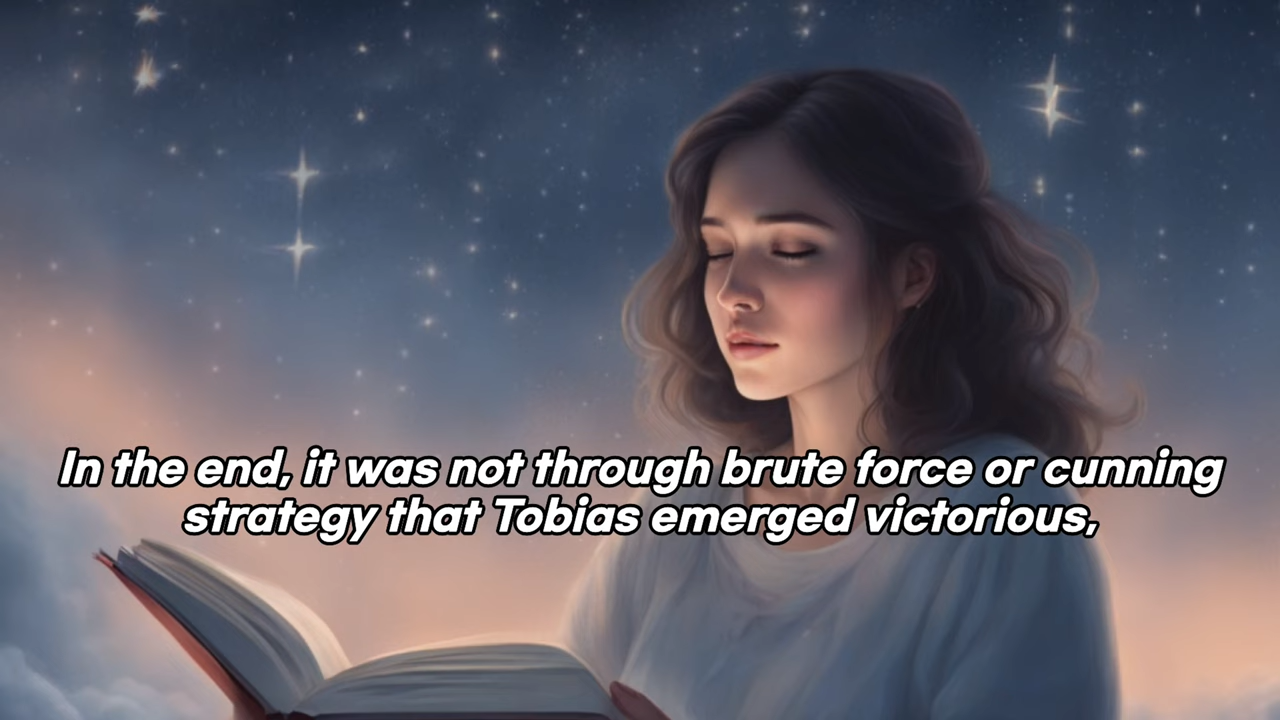 In the end, it was not through brute force or cunning
strategy that Tobias emerged victorious,